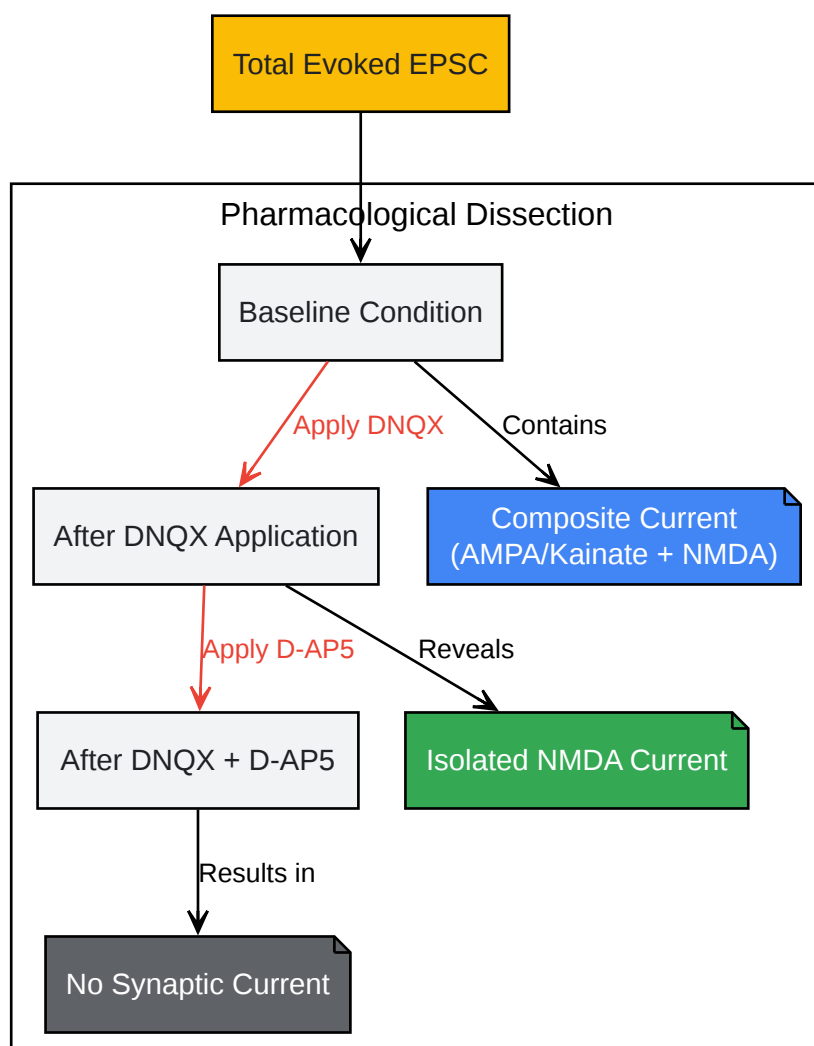 Total Evoked EPSC
Pharmacological Dissection
Baseline Condition
Apply DNQX
Contains
After DNQX Application
Composite Current
(AMPA/Kainate + NMDA)
Apply D-AP5
Reveals
After DNQX + D-AP5
Isolated NMDA Current
Results in
No Synaptic Current